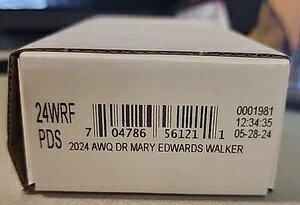 24WRF
PDS
7 04786 56121 1
0001981
12:34:35
05-28-24
2024 AWQ DR MARY EDWARDS WALKER